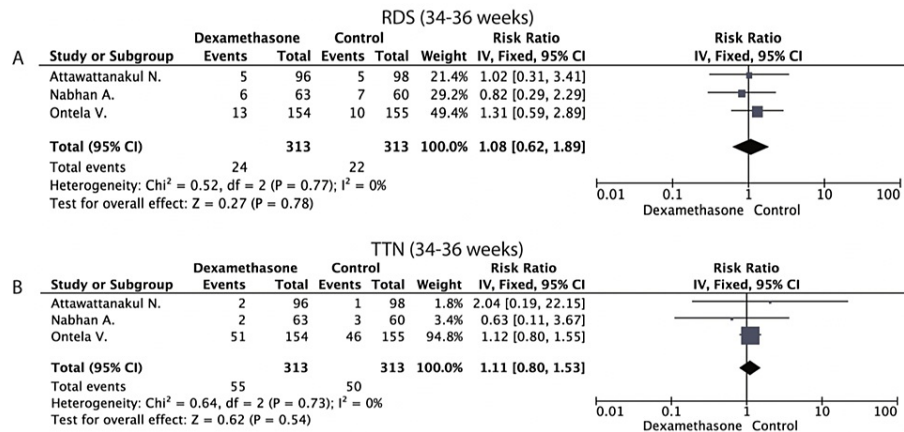 RDS (34-36 weeks)
A
Dexamethasone Control Risk Ratio Risk Ratio
Study or Subgroup Events Total Events Total Weight IV, Fixed, 95% CI IV, Fixed, 95% CI
Attawattanakul N. 5 96 5 98 21.4% 1.02 [0.31, 3.41]
Nabhan A. 6 63 7 60 29.2% 0.82 [0.29, 2.29]
Ontela V. 13 154 10 155 49.4% 1.31 [0.59, 2.89]
Total (95% CI) 313 313 100.0% 1.08 [0.62, 1.89]
Total events 24 22
Heterogeneity: Chi² = 0.52, df = 2 (P = 0.77); I² = 0%
Test for overall effect: Z = 0.27 (P = 0.78)
0.01 0.1 1 10 100
Dexamethasone Control
TTN (34-36 weeks)
B
Dexamethasone Control Risk Ratio Risk Ratio
Study or Subgroup Events Total Events Total Weight IV, Fixed, 95% CI IV, Fixed, 95% CI
Attawattanakul N. 2 96 1 98 1.8% 2.04 [0.19, 22.15]
Nabhan A. 2 63 3 60 3.4% 0.63 [0.11, 3.67]
Ontela V. 51 154 46 155 94.8% 1.12 [0.80, 1.55]
Total (95% CI) 313 313 100.0% 1.11 [0.80, 1.53]
Total events 55 50
Heterogeneity: Chi² = 0.64, df = 2 (P = 0.73); I² = 0%
Test for overall effect: Z = 0.62 (P = 0.54)
0.01 0.1 1 10 100
Dexamethasone Control